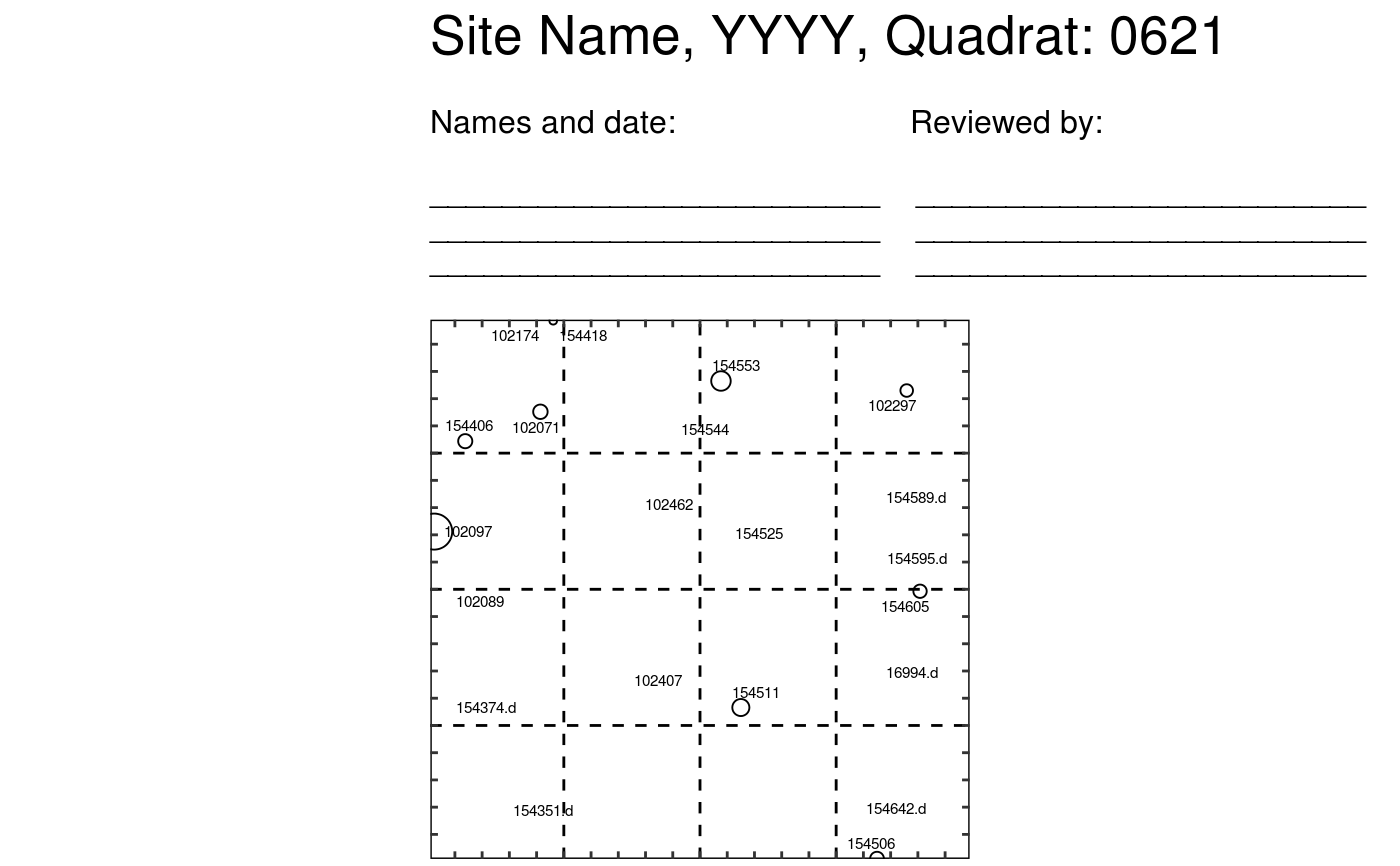 Site Name, YYYY, Quadrat: 0621
Names and date: Reviewed by:
102174 154418
154553
102297
154406 102071
154544
154589.d
102462
102097 154525
154595.d
102089 154605
16994.d
102407
154511
154374.d
154351.d 154642.d
154506